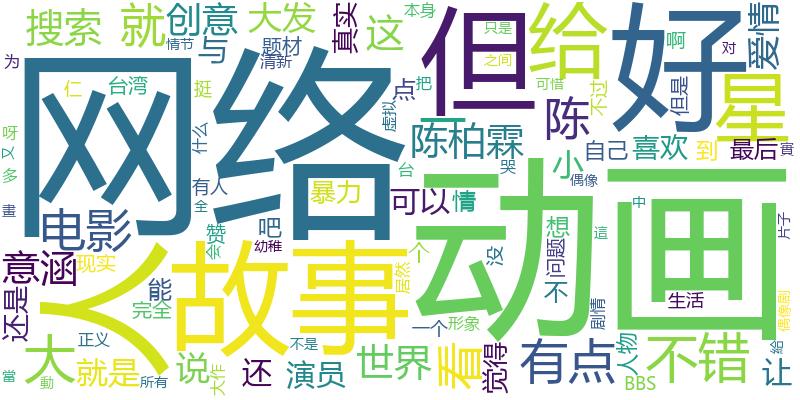 搜索
就
创意
与
大发
题材
情节
清新
真实
这
本身
只是
之间
但
给
可惜
不过
好
啊
但是
对
爱情
星
为
仁
台湾
挺
点
把
虚拟
网络
动画
陈柏霖
陈
小
自己
喜欢
到
最后
實
呀
又
多
什么
有人
全
暴力
可以
情
台
哭
偶像
畫
电影
赞
会
吧
幼稚
人
故事
居然
个
没
想
问题
這
中
片子
意涵
现实
能
完全
还是
生活
偶像剧
正义
一个
形象
不
剧情
當
動
大
就是
所有
说
大作
还
不是
演员
世界
看
觉得
有点
人物
BBS
不错
給
让